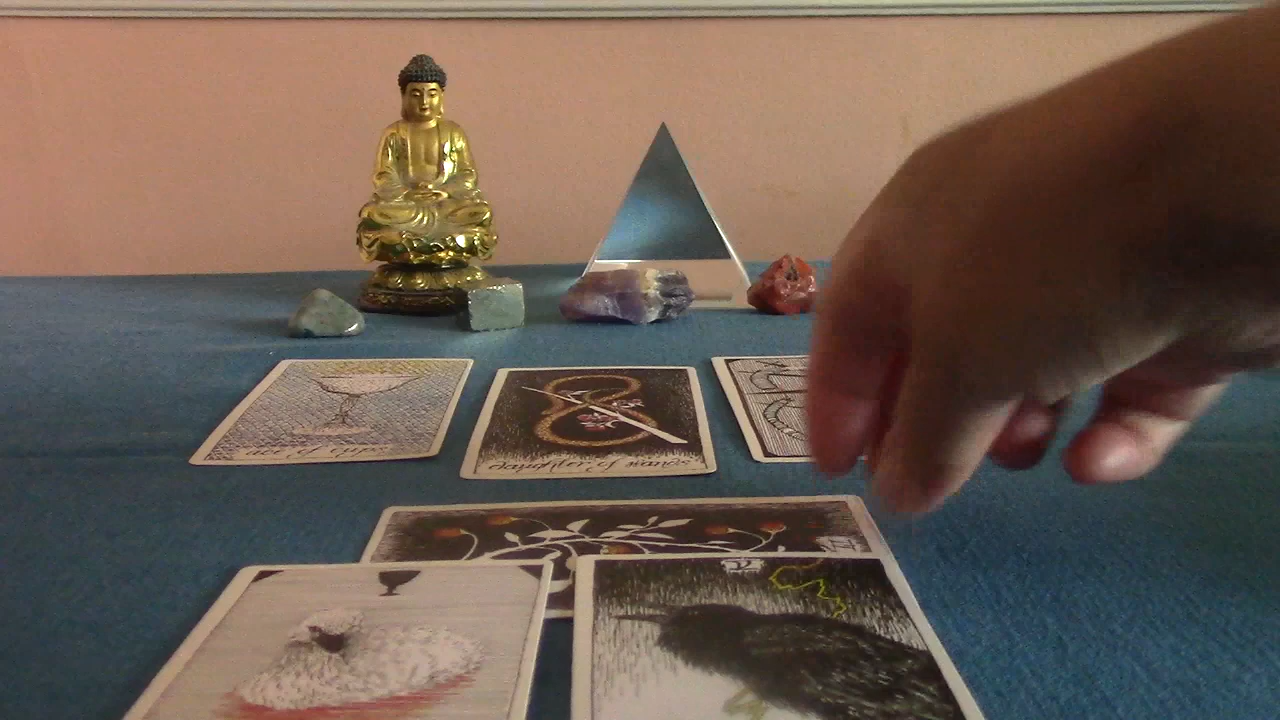 ace of cups
daughter of wands